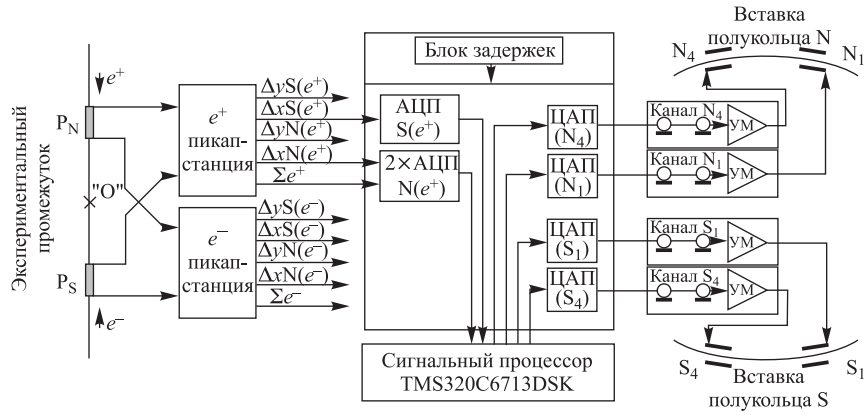 Экспериментальный
промежуток
e⁺
P_N
"O"
P_S
e⁻
e⁺
пикап-
станция
ΔyS(e⁺)
ΔxS(e⁺)
ΔyN(e⁺)
ΔxN(e⁺)
Σe⁺
e⁻
пикап-
станция
ΔyS(e⁻)
ΔxS(e⁻)
ΔyN(e⁻)
ΔxN(e⁻)
Σe⁻
Блок задержек
АЦП
S(e⁺)
2×АЦП
N(e⁺)
ЦАП
(N₄)
ЦАП
(N₁)
ЦАП
(S₁)
ЦАП
(S₄)
Сигнальный процессор
TMS320C6713DSK
Канал N₄
УМ
Канал N₁
УМ
Канал S₁
УМ
Канал S₄
УМ
Вставка
полукольца N
N₄
N₁
S₄
S₁
Вставка
полукольца S